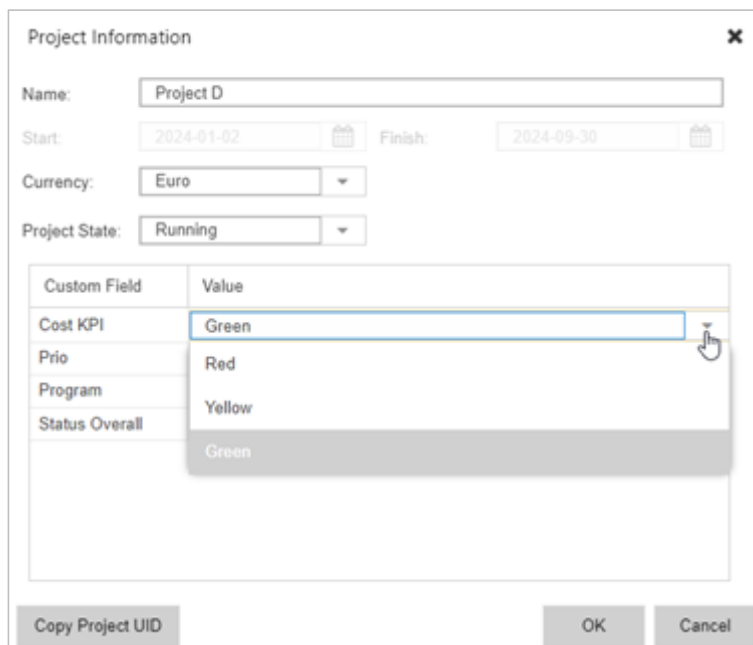 Project Information
Name: Project D
Start: 2024-01-02 Finish: 2024-09-30
Currency: Euro
Project State: Running
Custom Field Value
Cost KPI Green
Prio Red
Program Yellow
Status Overall Green
Copy Project UID OK Cancel